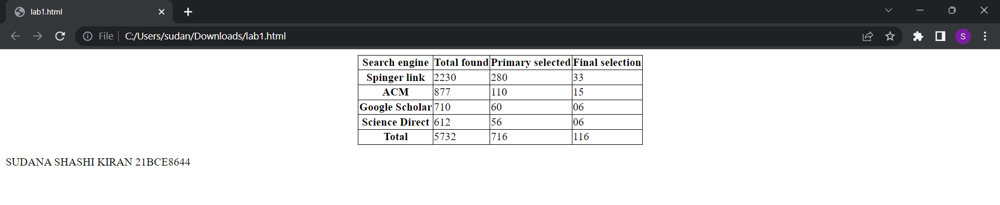 lab1.html
File C:/Users/sudan/Downloads/lab1.html S
Search engine Total found Primary selected Final selection
Spinger link 2230 280 33
ACM 877 110 15
Google Scholar 710 60 06
Science Direct 612 56 06
Total 5732 716 116
SUDANA SHASHI KIRAN 21BCE8644